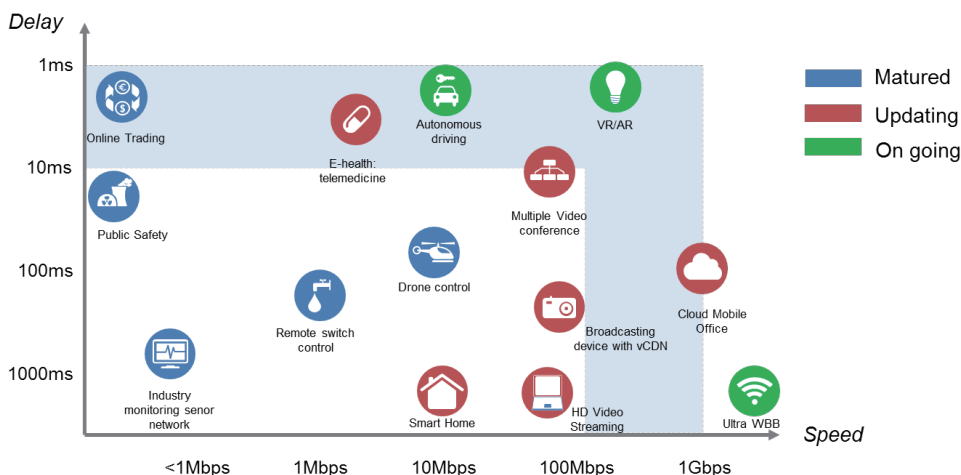 Delay
1ms
Matured
Updating
On going
€
$
Online Trading
E-health:
telemedicine
Autonomous
driving
VR/AR
10ms
Public Safety
Multiple Video
conference
100ms
Drone control
Remote switch
control
Broadcasting
device with vCDN
Cloud Mobile
Office
1000ms
Industry
monitoring senor
network
Smart Home
HD Video
Streaming
Ultra WBB
Speed
<1Mbps
1Mbps
10Mbps
100Mbps
1Gbps